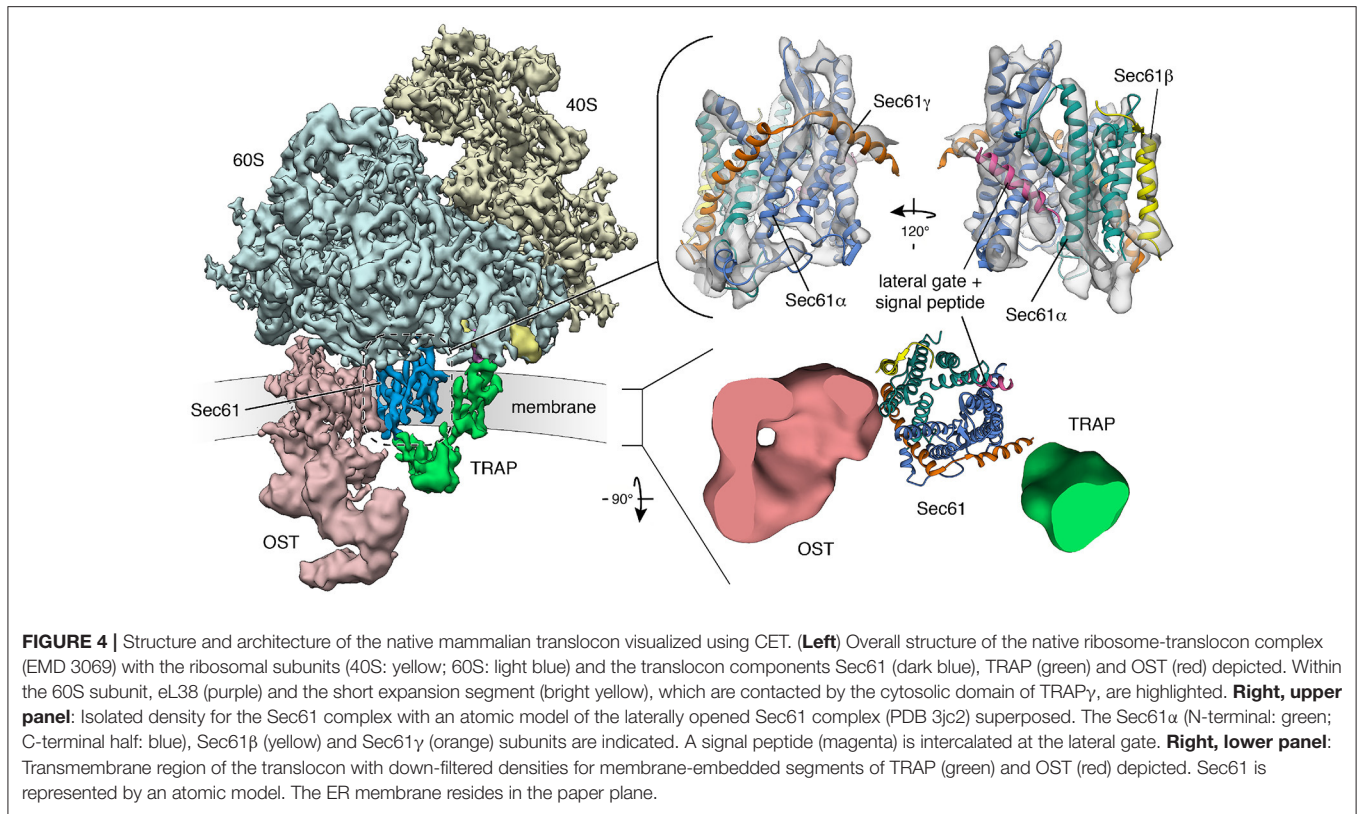 40S
60S
Sec61γ
Sec61β
120°
lateral gate +
signal peptide
Sec61α
Sec61α
Sec61
membrane
TRAP
TRAP
90°
Sec61
OST
OST
FIGURE 4 | Structure and architecture of the native mammalian translocon visualized using CET. (Left) Overall structure of the native ribosome-translocon complex
(EMD 3069) with the ribosomal subunits (40S: yellow; 60S: light blue) and the translocon components Sec61 (dark blue), TRAP (green) and OST (red) depicted. Within
the 60S subunit, eL38 (purple) and the short expansion segment (bright yellow), which are contacted by the cytosolic domain of TRAPγ, are highlighted. Right, upper
panel: Isolated density for the Sec61 complex with an atomic model of the laterally opened Sec61 complex (PDB 3jc2) superposed. The Sec61α (N-terminal: green;
C-terminal half: blue), Sec61β (yellow) and Sec61γ (orange) subunits are indicated. A signal peptide (magenta) is intercalated at the lateral gate. Right, lower panel:
Transmembrane region of the translocon with down-filtered densities for membrane-embedded segments of TRAP (green) and OST (red) depicted. Sec61 is
represented by an atomic model. The ER membrane resides in the paper plane.